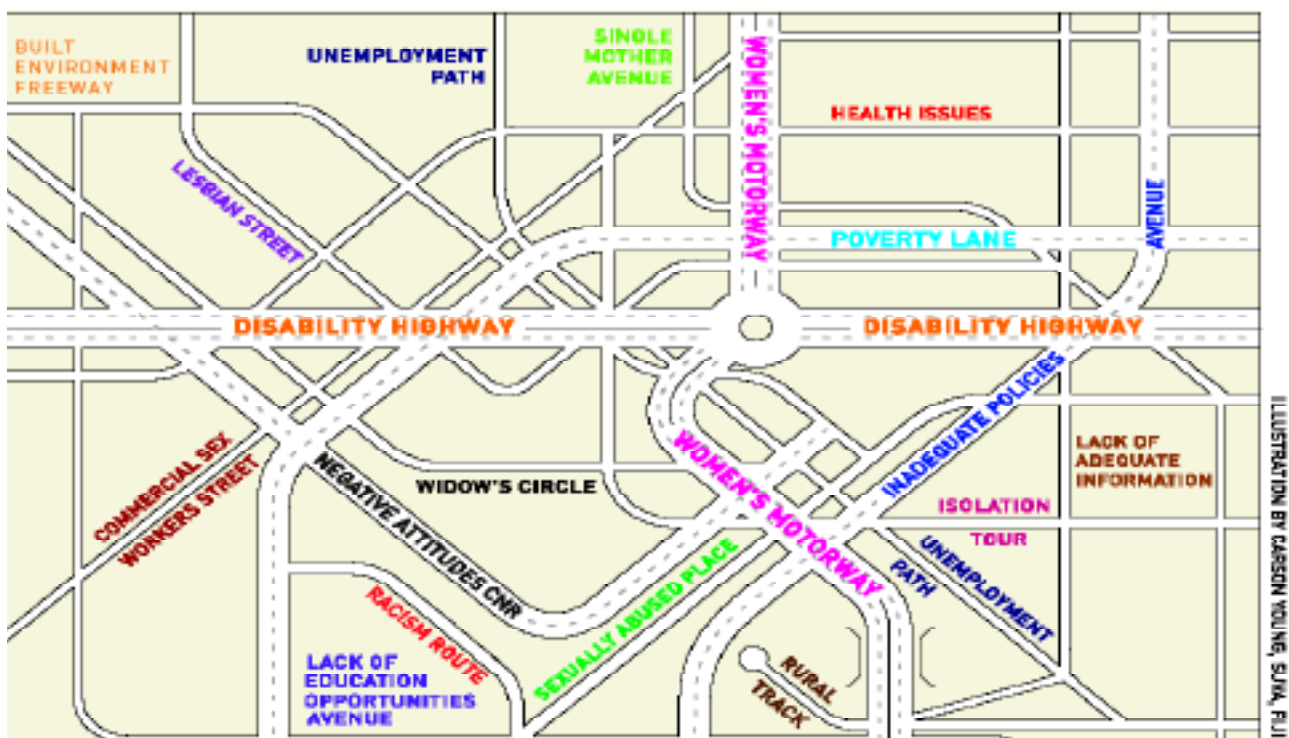 BUILT
ENVIRONMENT
FREEWAY
UNEMPLOYMENT
PATH
SINGLE
MOTHER
AVENUE
WOMEN'S MOTORWAY
HEALTH ISSUES
LESBIAN STREET
POVERTY LANE
AVENUE
DISABILITY HIGHWAY
DISABILITY HIGHWAY
INADEQUATE POLICIES
COMMERCIAL SEX
WORKERS STREET
NEGATIVE ATTITUDES CNR
WIDOW'S CIRCLE
WOMEN'S MOTORWAY
LACK OF
ADEQUATE
INFORMATION
ISOLATION
TOUR
UNEMPLOYMENT
PATH
SEXUALLY ABUSED PLACE
RACISM ROUTE
LACK OF
EDUCATION
OPPORTUNITIES
AVENUE
RURAL
TRACK
ILLUSTRATION BY CARSON YOUNG, SUVA, FIJI